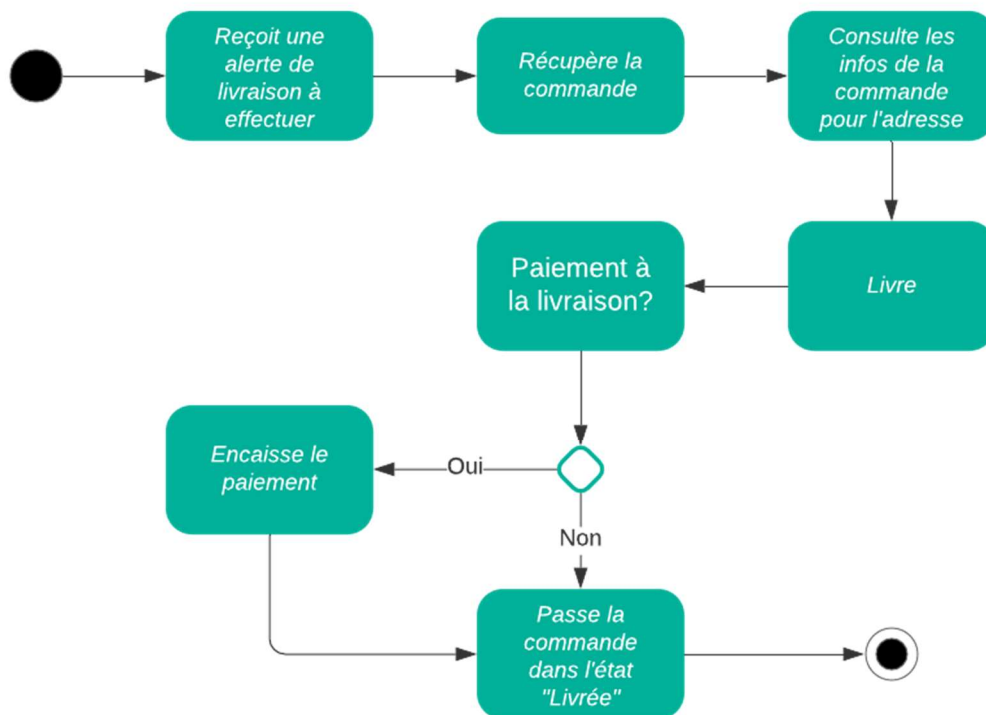 Reçoit une
alerte de
livraison à
effectuer
Récupère la
commande
Consulte les
infos de la
commande
pour l'adresse
Paiement à
la livraison?
Livre
Encaisse le
paiement
Oui
Non
Passe la
commande
dans l'état
"Livrée"